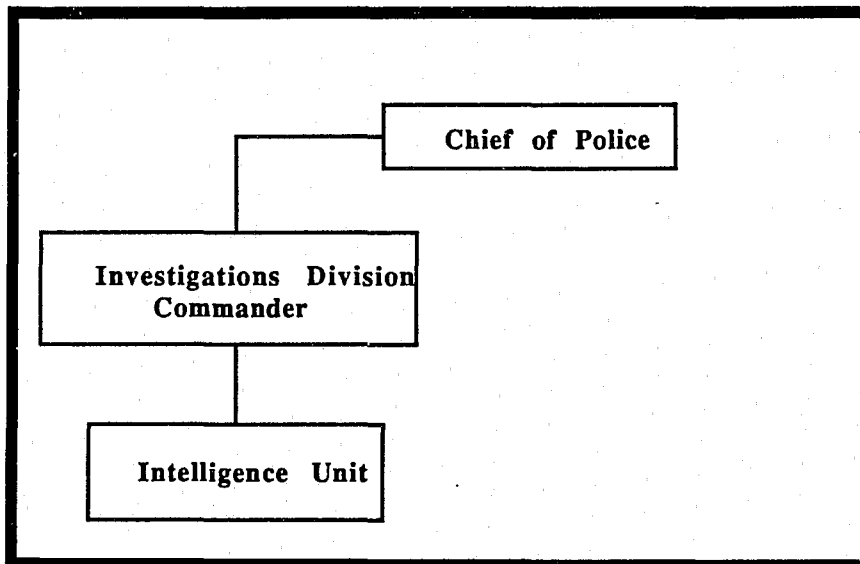 Chief of Police
Investigations Division
Commander
Intelligence Unit